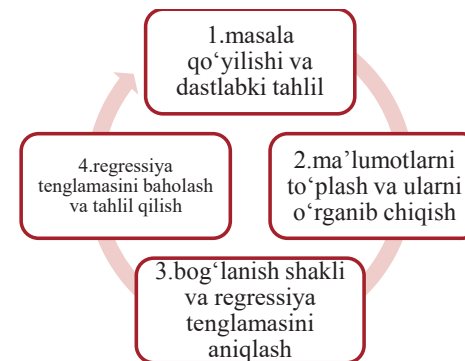 1.masala
qo‘yilishi va
dastlabki tahlil
2.ma’lumotlarni
to‘plash va ularni
o‘rganib chiqish
3.bog‘lanish shakli
va regressiya
tenglamasini
aniqlash
4.regressiya
tenglamasini baholash
va tahlil qilish